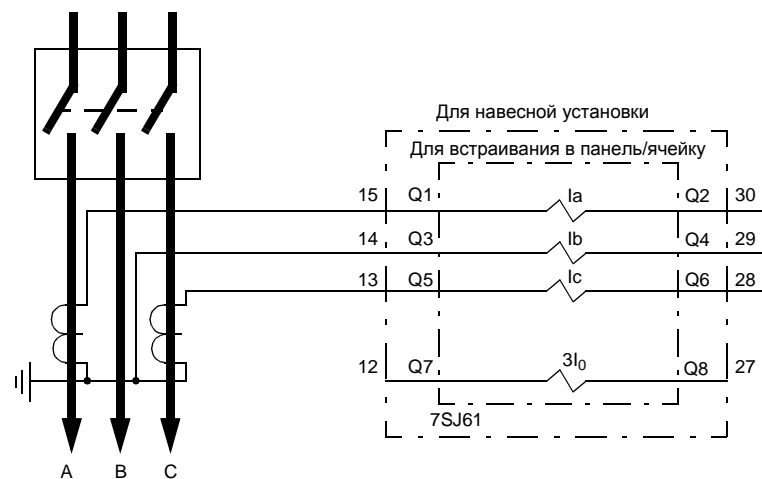 Для навесной установки
Для встраивания в панель/ячейку
15 Q1 Ia Q2 30
14 Q3 Ib Q4 29
13 Q5 Ic Q6 28
12 Q7 3I₀ Q8 27
7SJ61
A B C